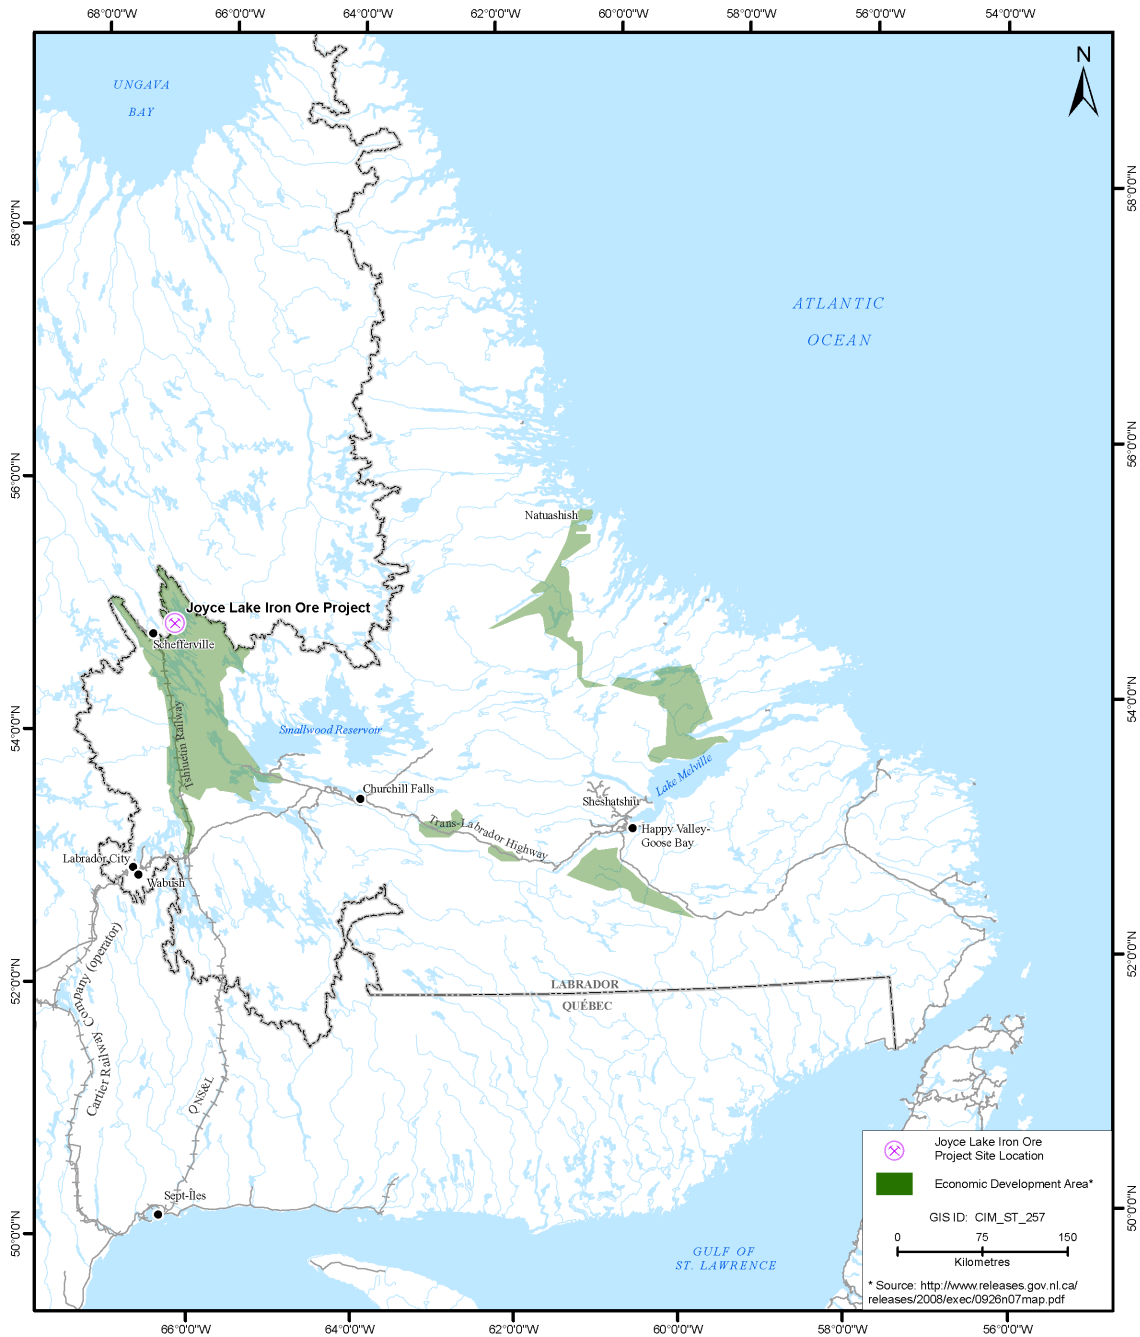 68°0'0"W 66°0'0"W 64°0'0"W 62°0'0"W 60°0'0"W 58°0'0"W 56°0'0"W 54°0'0"W
N
UNGAVA
BAY
58°0'0"N
58°0'0"N
ATLANTIC
OCEAN
56°0'0"N
56°0'0"N
Natuashish
Joyce Lake Iron Ore Project
Schefferville
54°0'0"N
54°0'0"N
Smallwood Reservoir
Tshiuetin Railway
Lake Melville
Churchill Falls
Sheshatshiu
Trans-Labrador Highway
Happy Valley-
Goose Bay
Labrador City
Wabush
52°0'0"N
52°0'0"N
Cartier Railway Company (operator)
LABRADOR
QUÉBEC
QNS&L
Sept-Îles
50°0'0"N
50°0'0"N
GULF OF
ST. LAWRENCE
Joyce Lake Iron Ore
Project Site Location
Economic Development Area*
GIS ID: CIM_ST_257
0 75 150
Kilometres
* Source: http://www.releases.gov.nl.ca/
releases/2008/exec/0926n07map.pdf
66°0'0"W 64°0'0"W 62°0'0"W 60°0'0"W 58°0'0"W 56°0'0"W